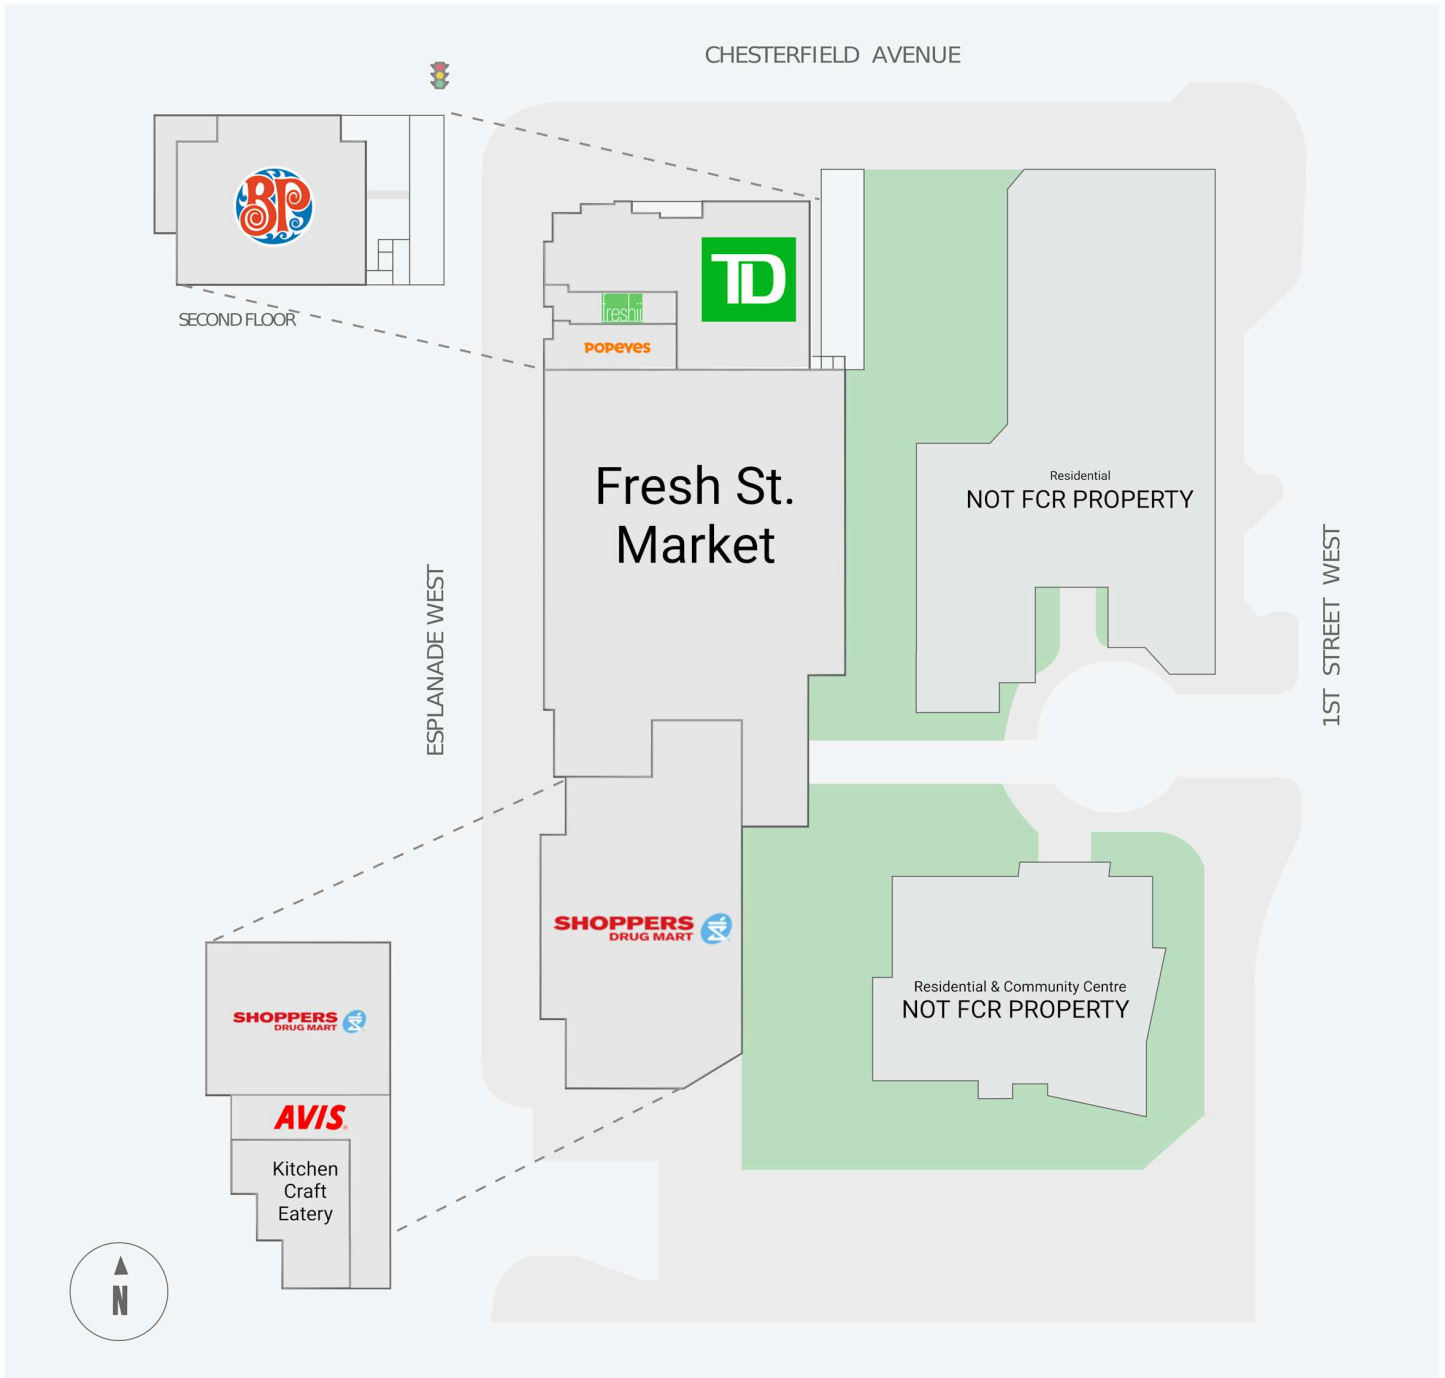 CHESTERFIELD AVENUE
BP
TD
SECOND FLOOR
freshii
POPEYES
Fresh St.
Market
Residential
NOT FCR PROPERTY
ESPLANADE WEST
1ST STREET WEST
SHOPPERS
DRUG MART
Residential & Community Centre
NOT FCR PROPERTY
SHOPPERS
DRUG MART
AVIS
Kitchen
Craft
Eatery
N